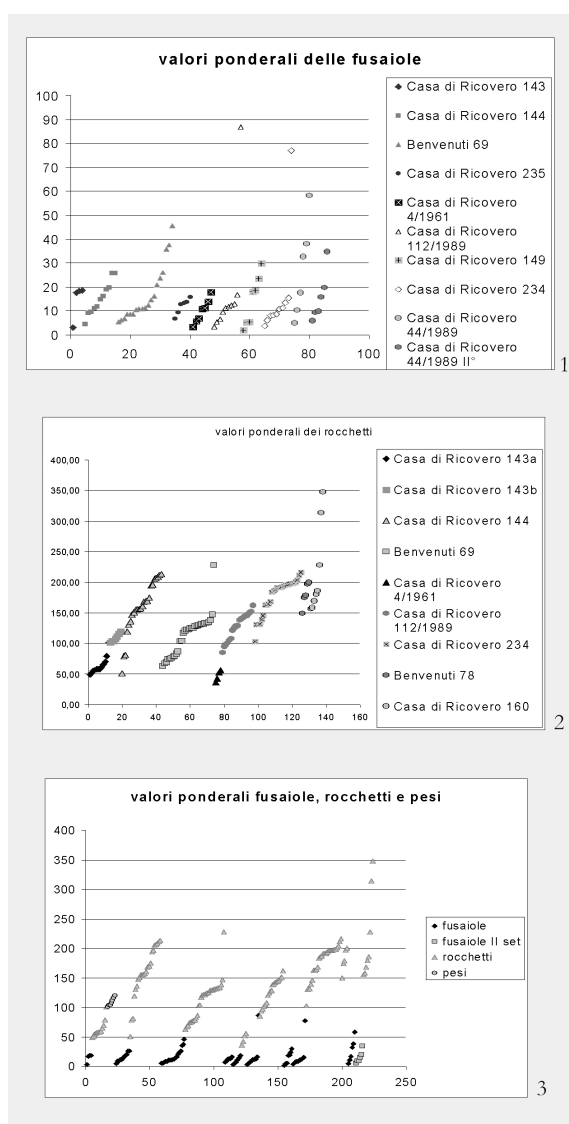 valori ponderali delle fusaiole
100
90
80
70
60
50
40
30
20
10
0
0 20 40 60 80 100
Casa di Ricovero 143
Casa di Ricovero 144
Benvenuti 69
Casa di Ricovero 235
Casa di Ricovero
4/1961
Casa di Ricovero
112/1989
Casa di Ricovero 149
Casa di Ricovero 234
Casa di Ricovero
44/1989
Casa di Ricovero
44/1989 II°
1
valori ponderali dei rocchetti
400,00
350,00
300,00
250,00
200,00
150,00
100,00
50,00
0,00
0 20 40 60 80 100 120 140 160
Casa di Ricovero 143a
Casa di Ricovero 143b
Casa di Ricovero 144
Benvenuti 69
Casa di Ricovero
4/1961
Casa di Ricovero
112/1989
Casa di Ricovero 234
Benvenuti 78
Casa di Ricovero 160
2
valori ponderali fusaiole, rocchetti e pesi
400
350
300
250
200
150
100
50
0
0 50 100 150 200 250
fusaiole
fusaiole II set
rocchetti
pesi
3